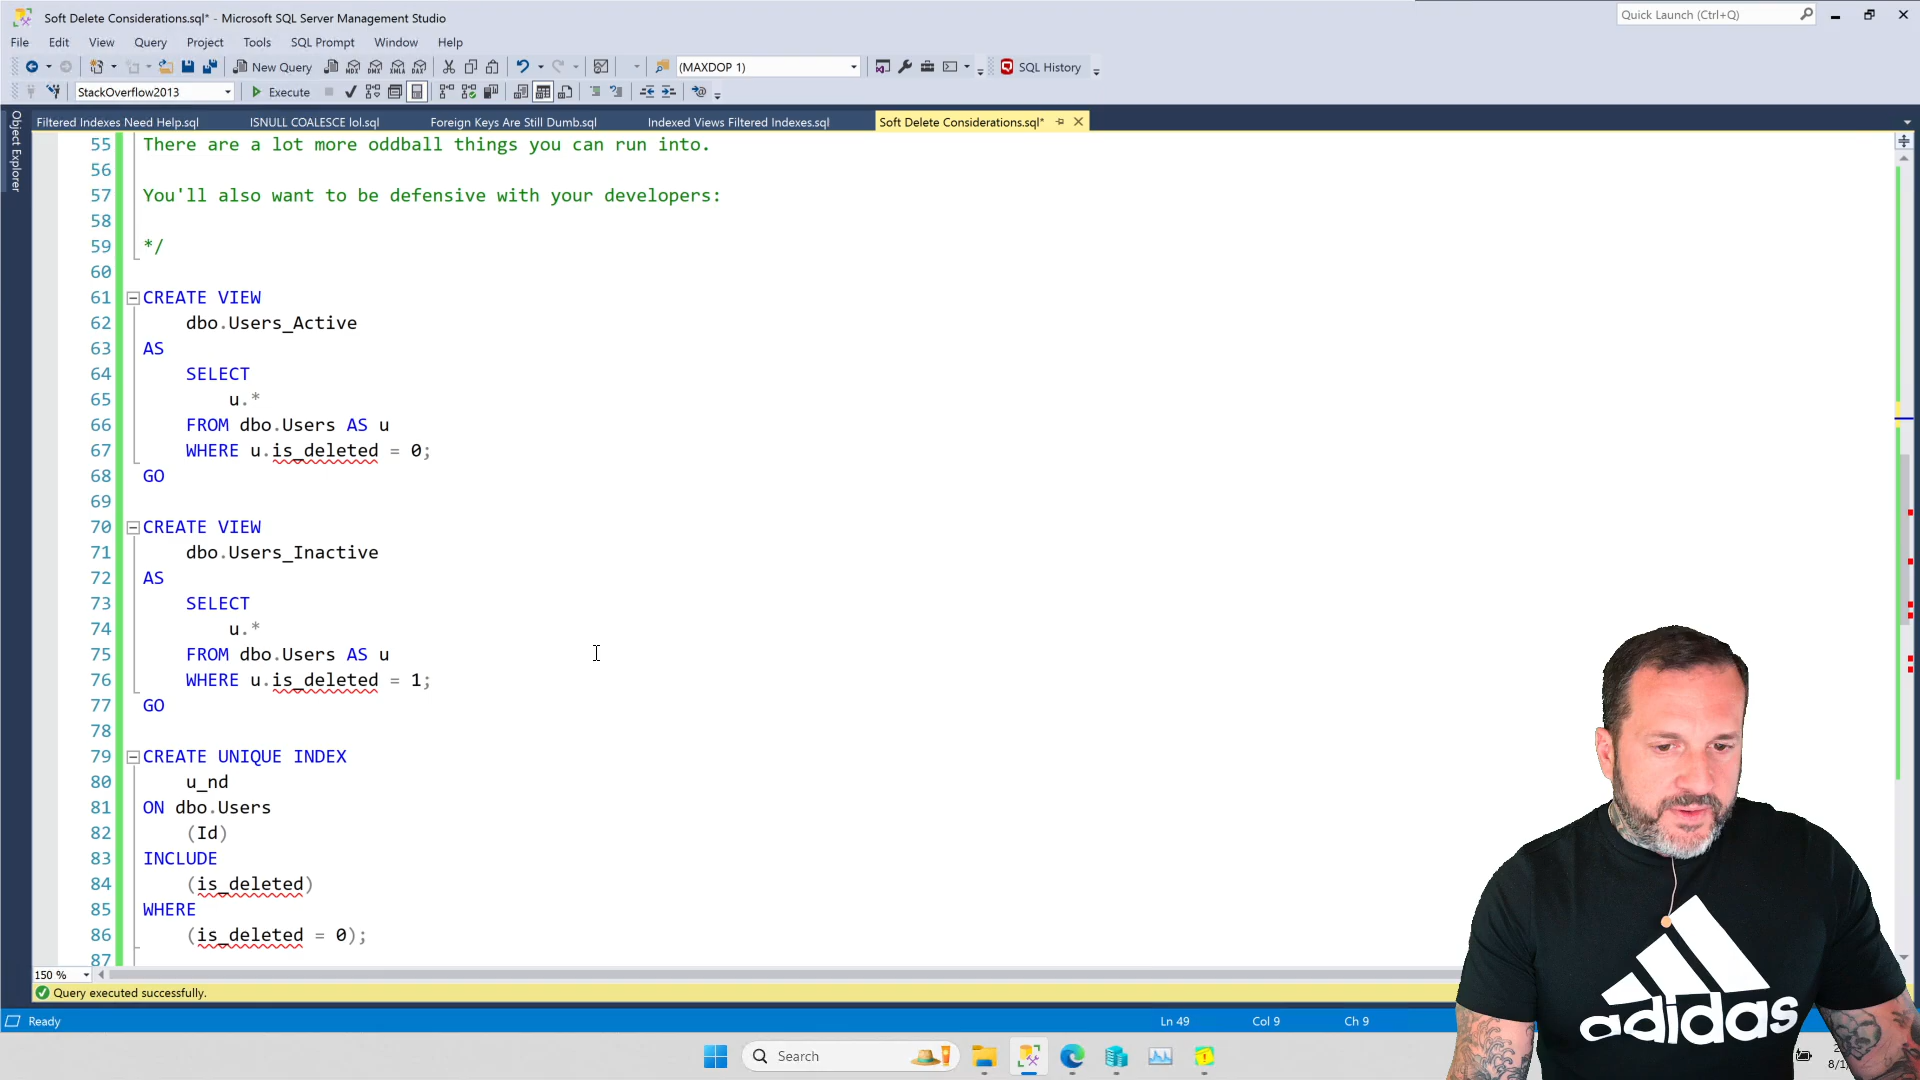 Soft Delete Considerations.sql* - Microsoft SQL Server Management Studio
Quick Launch (Ctrl+Q)
File Edit View Query Project Tools SQL Prompt Window Help
New Query
(MAXDOP 1)
SQL History
StackOverflow2013
Execute
Object Explorer
Filtered Indexes Need Help.sql
ISNULL COALESCE lol.sql
Foreign Keys Are Still Dumb.sql
Indexed Views Filtered Indexes.sql
Soft Delete Considerations.sql*
55 There are a lot more oddball things you can run into.
56
57 You'll also want to be defensive with your developers:
58
59 */
60
61 CREATE VIEW
62 dbo.Users_Active
63 AS
64 SELECT
65 u.*
66 FROM dbo.Users AS u
67 WHERE u.is_deleted = 0;
68 GO
69
70 CREATE VIEW
71 dbo.Users_Inactive
72 AS
73 SELECT
74 u.*
75 FROM dbo.Users AS u
76 WHERE u.is_deleted = 1;
77 GO
78
79 CREATE UNIQUE INDEX
80 u_nd
81 ON dbo.Users
82 (Id)
83 INCLUDE
84 (is_deleted)
85 WHERE
86 (is_deleted = 0);
87
150 %
Query executed successfully.
Ready
Ln 49
Col 9
Ch 9
Search
adidas